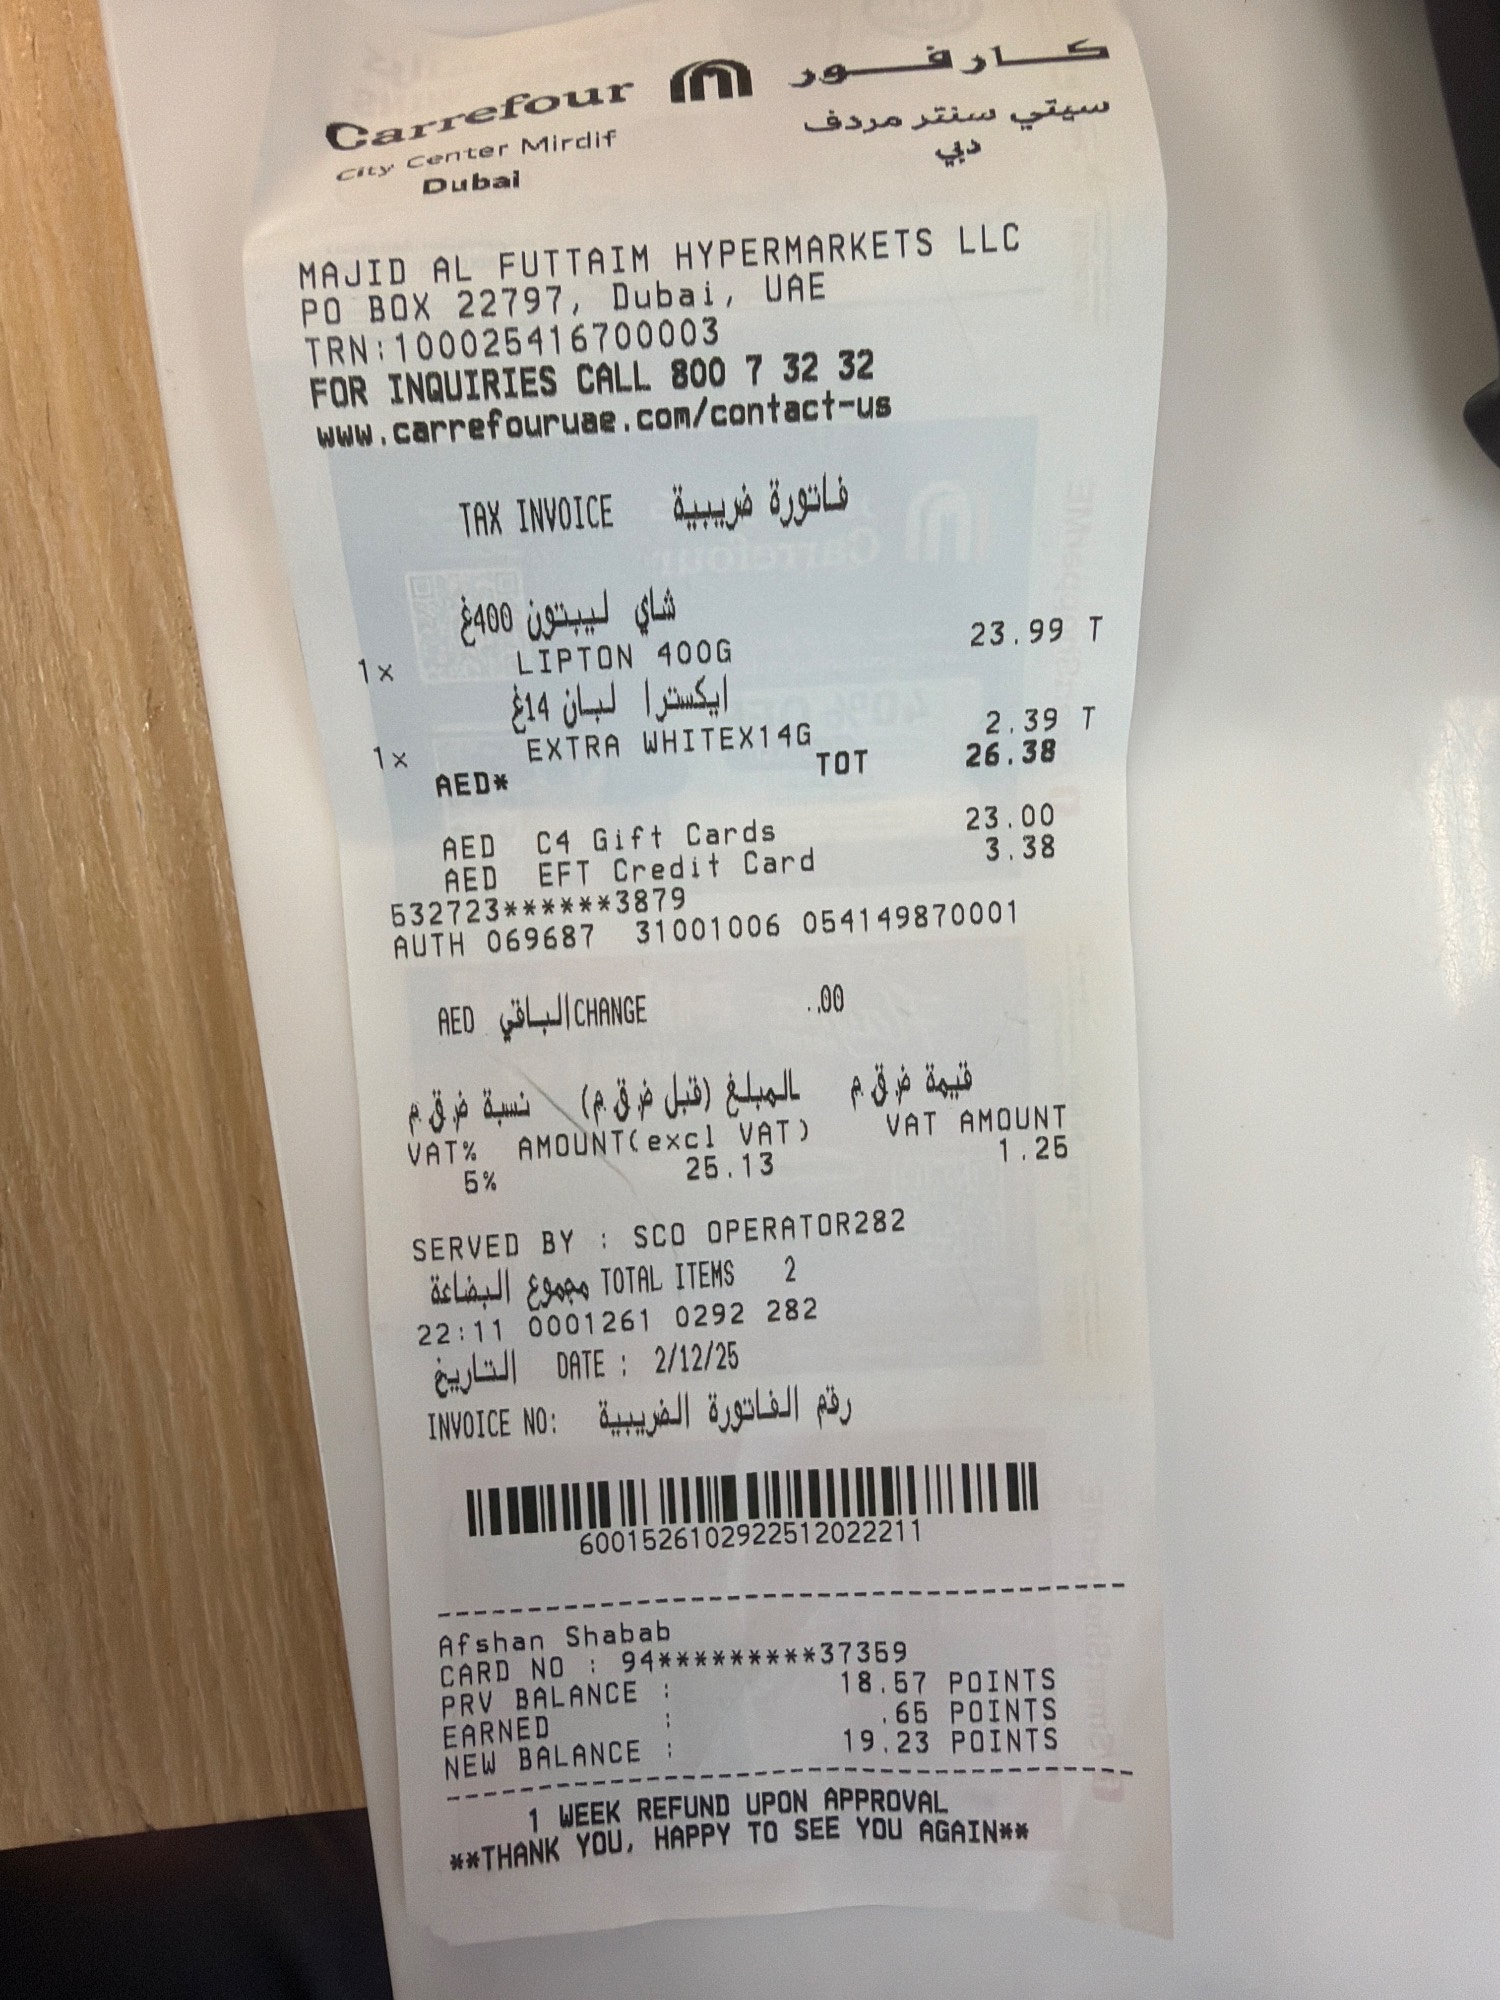 Carrefour كارفور
City Center Mirdif سيتي سنتر مردف
Dubai دبي
MAJID AL FUTTAIM HYPERMARKETS LLC
PO BOX 22797, Dubai, UAE
TRN:100025416700003
FOR INQUIRIES CALL 800 7 32 32
www.carrefouruae.com/contact-us
TAX INVOICE فاتورة ضريبية
شاي ليبتون 400غ
1x LIPTON 400G 23.99 T
ايكسترا لبان 14غ
1x EXTRA WHITEX14G 2.39 T
AED* TOT 26.38
AED C4 Gift Cards 23.00
AED EFT Credit Card 3.38
532723******3879
AUTH 069687 31001006 054149870001
AED الباقي CHANGE .00
نسبة ض.ق.م المبلغ (قبل ض.ق.م) قيمة ض.ق.م
VAT% AMOUNT(excl VAT) VAT AMOUNT
5% 25.13 1.25
SERVED BY : SCO OPERATOR282
مجموع البضاعة TOTAL ITEMS 2
22:11 0001261 0292 282
التاريخ DATE : 2/12/25
INVOICE NO: رقم الفاتورة الضريبية
6001526102922512022211
Afshan Shabab
CARD NO : 94*********37359
PRV BALANCE : 18.57 POINTS
EARNED : .65 POINTS
NEW BALANCE : 19.23 POINTS
1 WEEK REFUND UPON APPROVAL
**THANK YOU, HAPPY TO SEE YOU AGAIN**